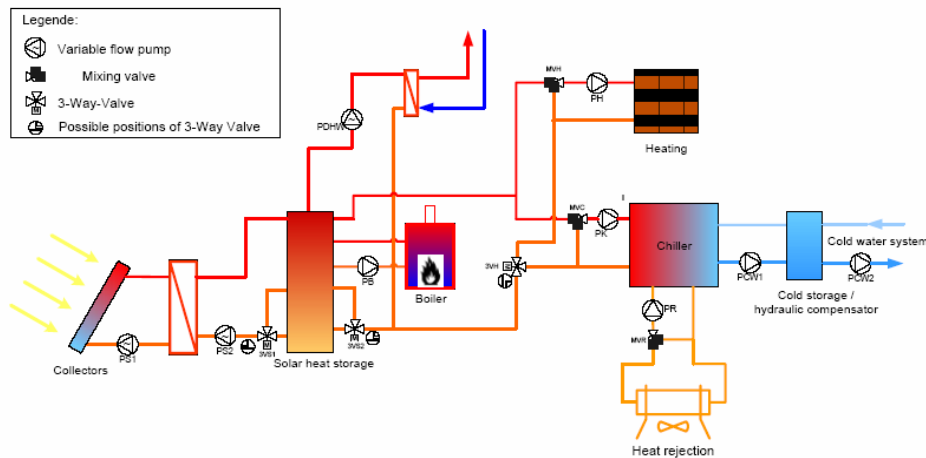 Legende:
Variable flow pump
Mixing valve
3-Way-Valve
M
Possible positions of 3-Way Valve
PDHW
MVH
PH
Heating
MVC
PK
I
Chiller
Cold water system
PCW1
PCW2
Cold storage /
hydraulic compensator
3VH
M
PB
Boiler
PR
MVR
Heat rejection
Collectors
PS1
PS2
3VS1
M
3VS2
M
Solar heat storage